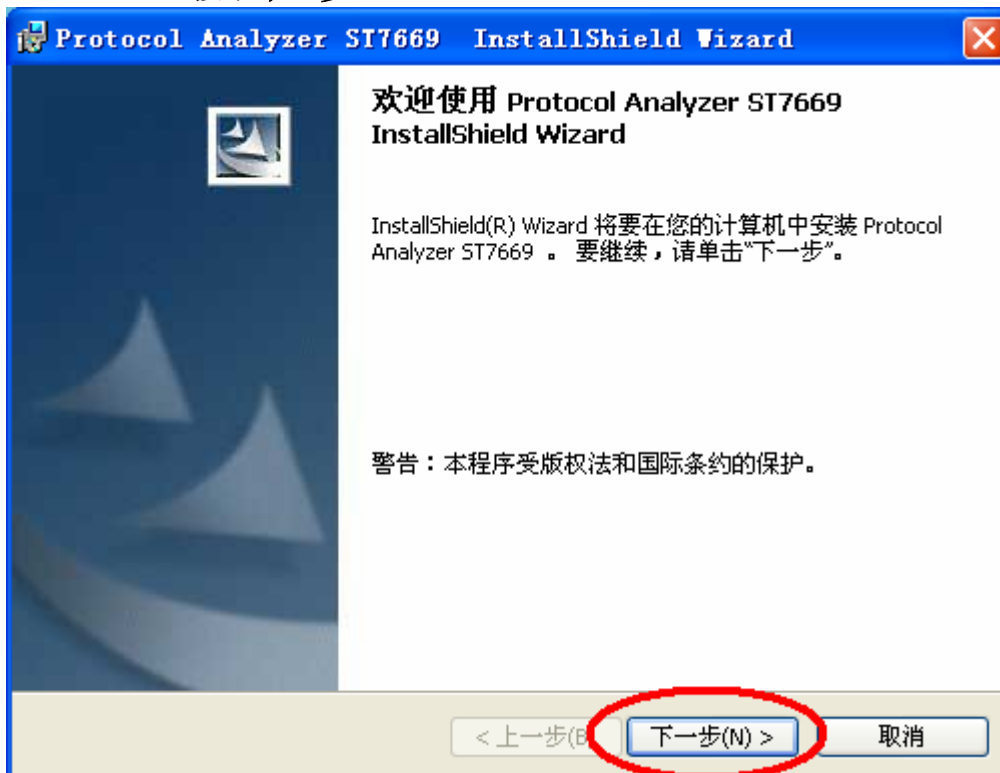 Protocol Analyzer ST7669 InstallShield Wizard
欢迎使用 Protocol Analyzer ST7669
InstallShield Wizard
InstallShield(R) Wizard 将要在您的计算机中安装 Protocol
Analyzer ST7669 。 要继续，请单击“下一步”。
警告：本程序受版权法和国际条约的保护。
< 上一步(B
下一步(N) >
取消